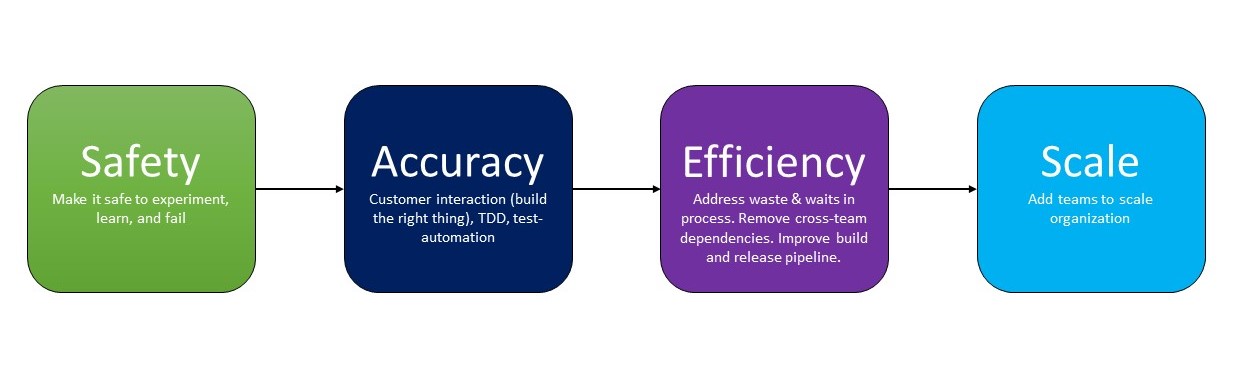 Safety
Make it safe to experiment,
learn, and fail
Accuracy
Customer interaction (build
the right thing), TDD, test-
automation
Efficiency
Address waste & waits in
process. Remove cross-team
dependencies. Improve build
and release pipeline.
Scale
Add teams to scale
organization